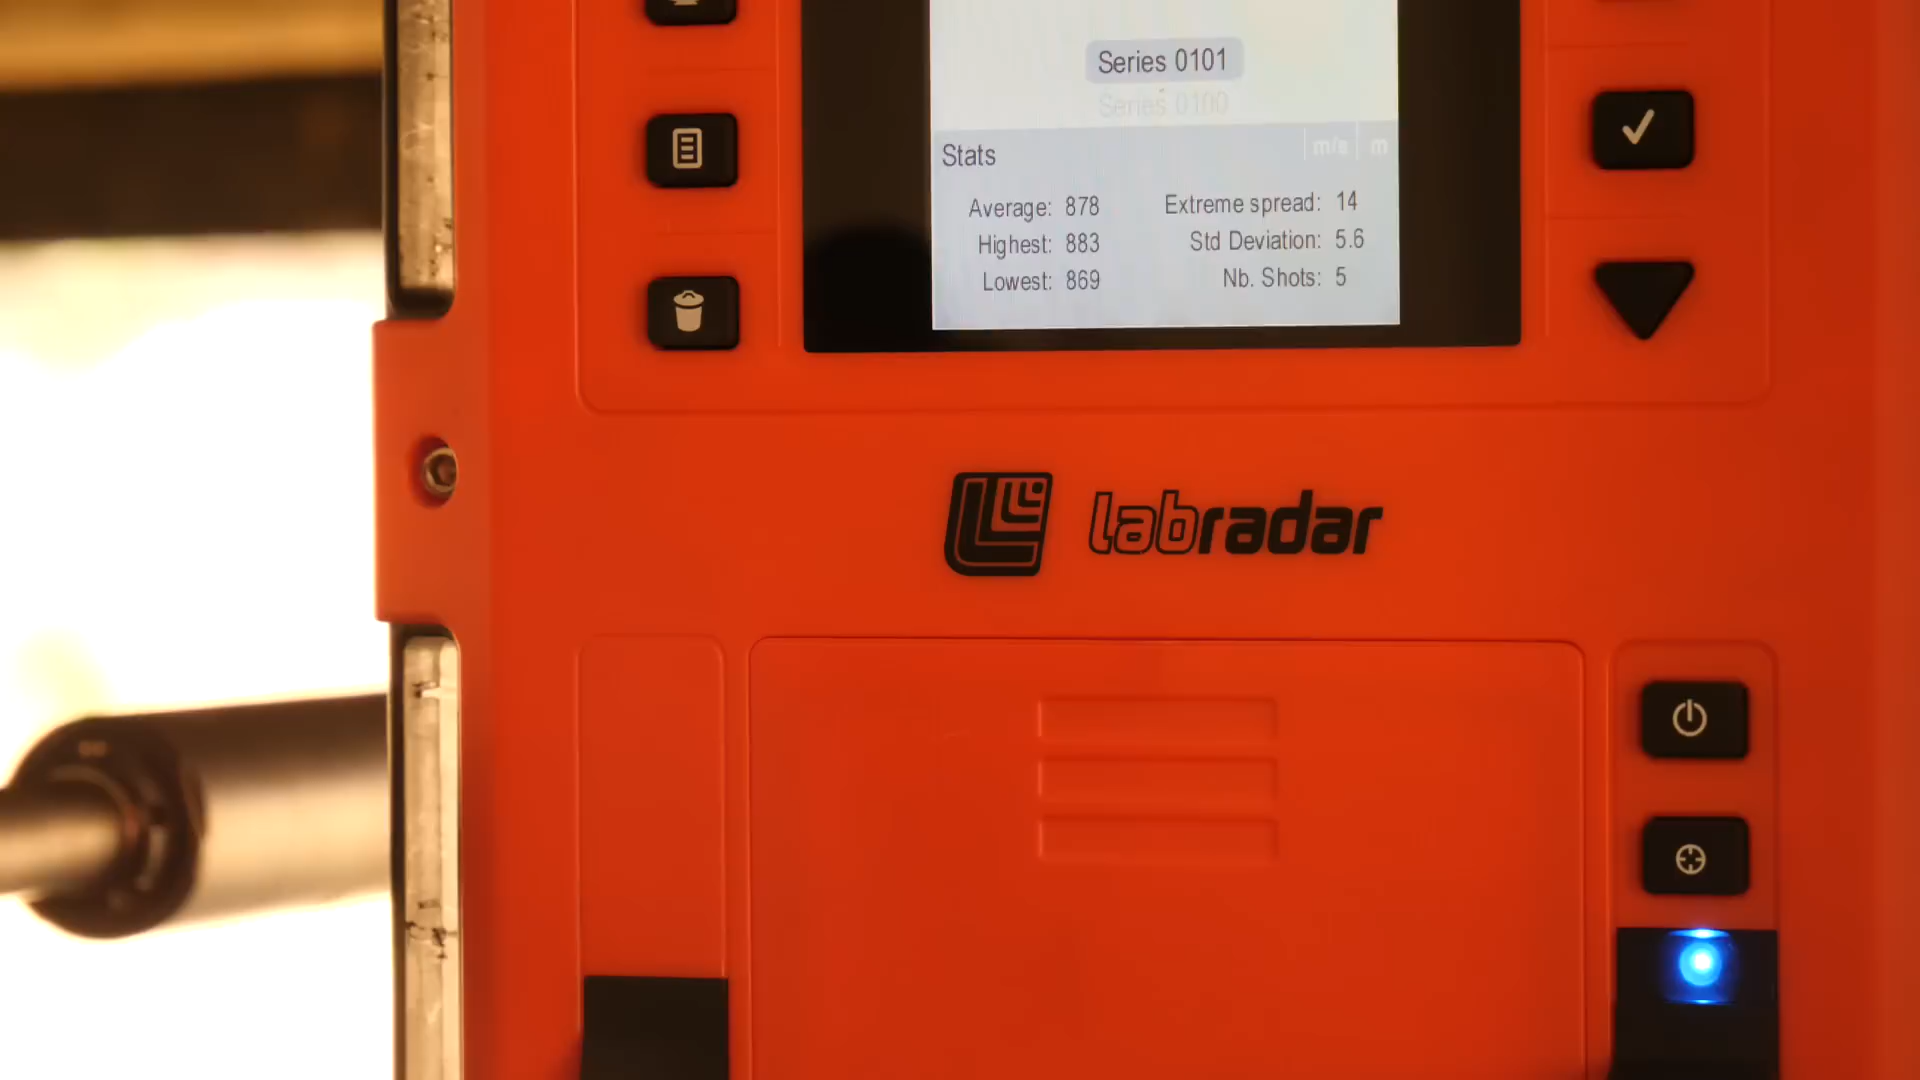 Series 0101
Series 0100
Stats
m/s m
Average: 878
Extreme spread: 14
Highest: 883
Std Deviation: 5.6
Lowest: 869
Nb. Shots: 5
labradar